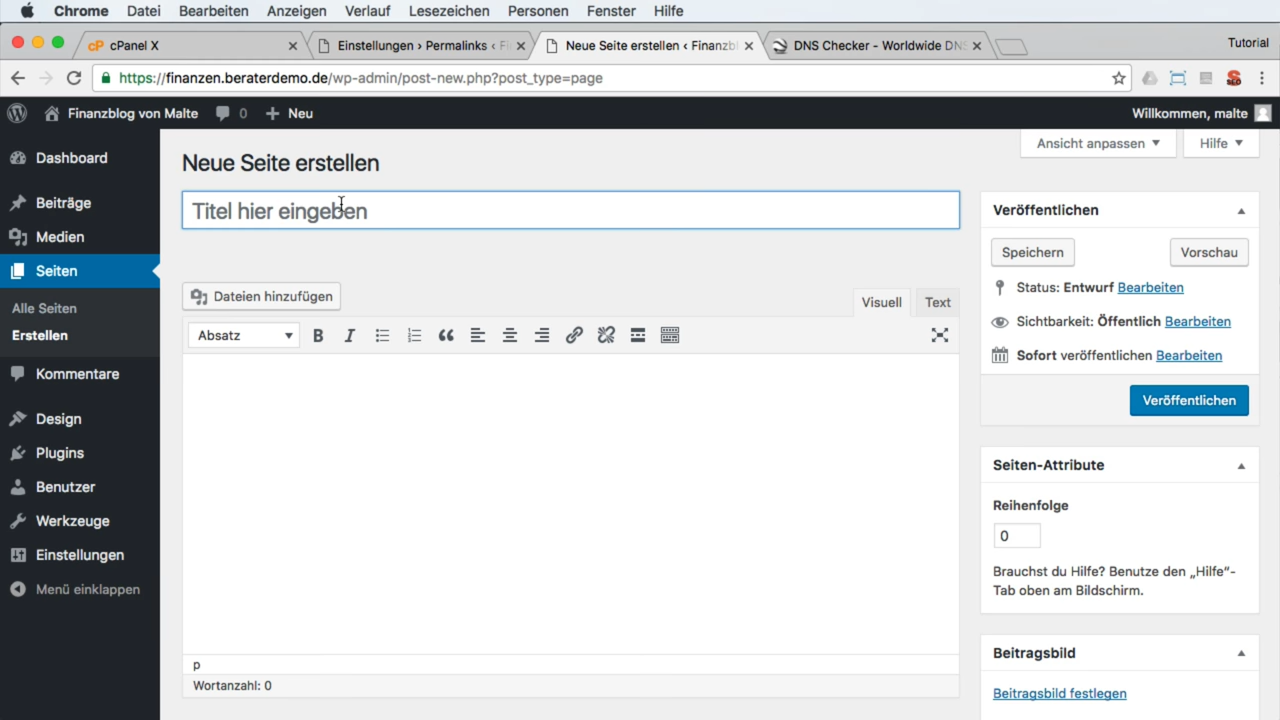 Chrome Datei Bearbeiten Anzeigen Verlauf Lesezeichen Personen Fenster Hilfe
cP cPanel X
Einstellungen › Permalinks ‹ Fi
Neue Seite erstellen ‹ Finanzbl
DNS Checker - Worldwide DNS
Tutorial
https://finanzen.beraterdemo.de/wp-admin/post-new.php?post_type=page
SEO
Finanzblog von Malte 0 + Neu
Willkommen, malte
Dashboard
Beiträge
Medien
Seiten
Alle Seiten
Erstellen
Kommentare
Design
Plugins
Benutzer
Werkzeuge
Einstellungen
Menü einklappen
Ansicht anpassen
Hilfe
Neue Seite erstellen
Titel hier eingeben
Dateien hinzufügen
Visuell Text
Absatz
B I
p
Wortanzahl: 0
Veröffentlichen
Speichern Vorschau
Status: Entwurf Bearbeiten
Sichtbarkeit: Öffentlich Bearbeiten
Sofort veröffentlichen Bearbeiten
Veröffentlichen
Seiten-Attribute
Reihenfolge
0
Brauchst du Hilfe? Benutze den „Hilfe“-
Tab oben am Bildschirm.
Beitragsbild
Beitragsbild festlegen